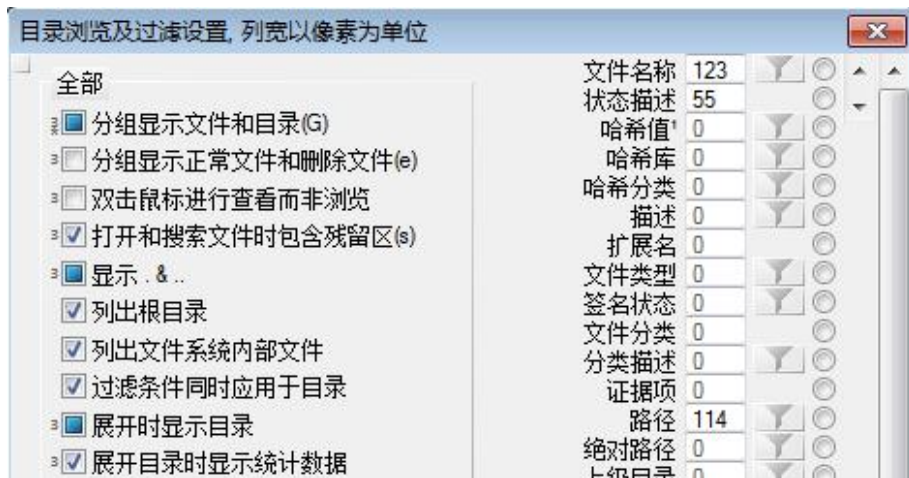 目录浏览及过滤设置, 列宽以像素为单位
全部
分组显示文件和目录(G)
分组显示正常文件和删除文件(e)
双击鼠标进行查看而非浏览
打开和搜索文件时包含残留区(s)
显示 . & ..
列出根目录
列出文件系统内部文件
过滤条件同时应用于目录
展开时显示目录
展开目录时显示统计数据
文件名称 123
状态描述 55
哈希值¹ 0
哈希库 0
哈希分类 0
描述 0
扩展名 0
文件类型 0
签名状态 0
文件分类 0
分类描述 0
证据项 0
路径 114
绝对路径 0
上级目录 0